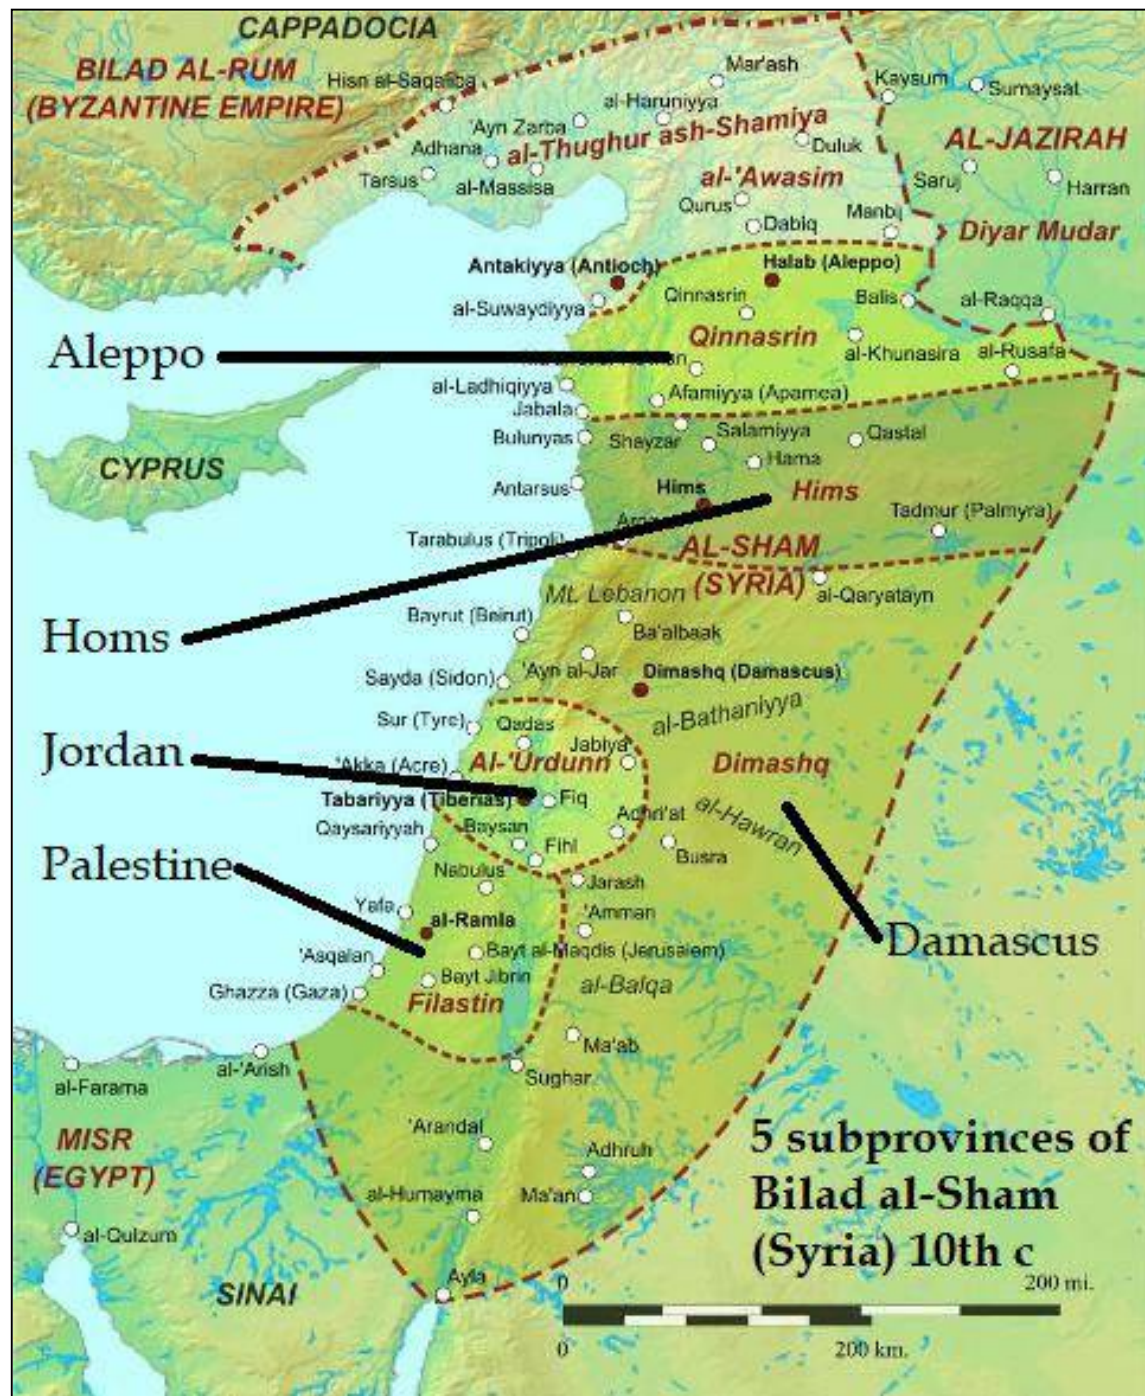 CAPPADOCIA
BILAD AL-RUM
(BYZANTINE EMPIRE)
Hisn al-Saqaliba
Mar'ash
Kaysum
Sumaysat
al-Haruniyya
'Ayn Zarba
al-Thughur ash-Shamiya
Adhana
Duluk
AL-JAZIRAH
Tarsus
al-Massisa
al-'Awasim
Saruj
Harran
Qurus
Dabiq
Manbij
Diyar Mudar
Antakiyya (Antioch)
Halab (Aleppo)
al-Suwaydiyya
Qinnasrin
Balis
al-Raqqa
Qinnasrin
al-Khunasira
al-Rusafa
Aleppo
al-Ladhiqiyya
Afamiyya (Apamea)
Jabala
Bulunyas
Shayzar
Salamiyya
Qastal
CYPRUS
Hama
Antarsus
Hims
Hims
Tadmur (Palmyra)
Tarabulus (Tripoli)
AL-SHAM
(SYRIA)
Mt. Lebanon
al-Qaryatayn
Homs
Bayrut (Beirut)
Ba'albaak
'Ayn al-Jar
Sayda (Sidon)
Dimashq (Damascus)
al-Bathaniyya
Sur (Tyre)
Qadas
Jordan
Jabiya
'Akka (Acre)
Al-'Urdunn
Dimashq
Tabariyya (Tiberias)
Fiq
al-Hawran
Qaysariyyah
Baysan
Adhri'at
Busra
Fihl
Palestine
Nabulus
Jarash
Yafa
al-Ramla
'Amman
Damascus
'Asqalan
Bayt al-Maqdis (Jerusalem)
Bayt Jibrin
al-Balqa
Ghazza (Gaza)
Filastin
Ma'ab
al-Farama
al-'Arish
Sughar
MISR
(EGYPT)
'Arandal
Adhruh
al-Humayma
Ma'an
al-Qulzum
SINAI
Ayla
5 subprovinces of
Bilad al-Sham
(Syria) 10th c
0 200 mi.
0 200 km.